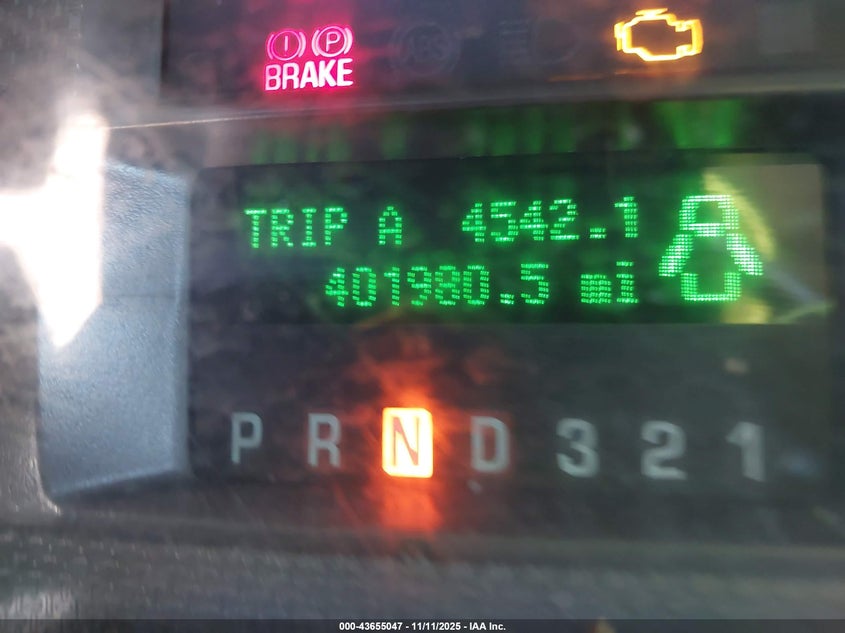 BRAKE
TRIP A 4542.1
401980.5 mi
P R N D 3 2 1
000-43655047 - 11/11/2025 - IAA Inc.